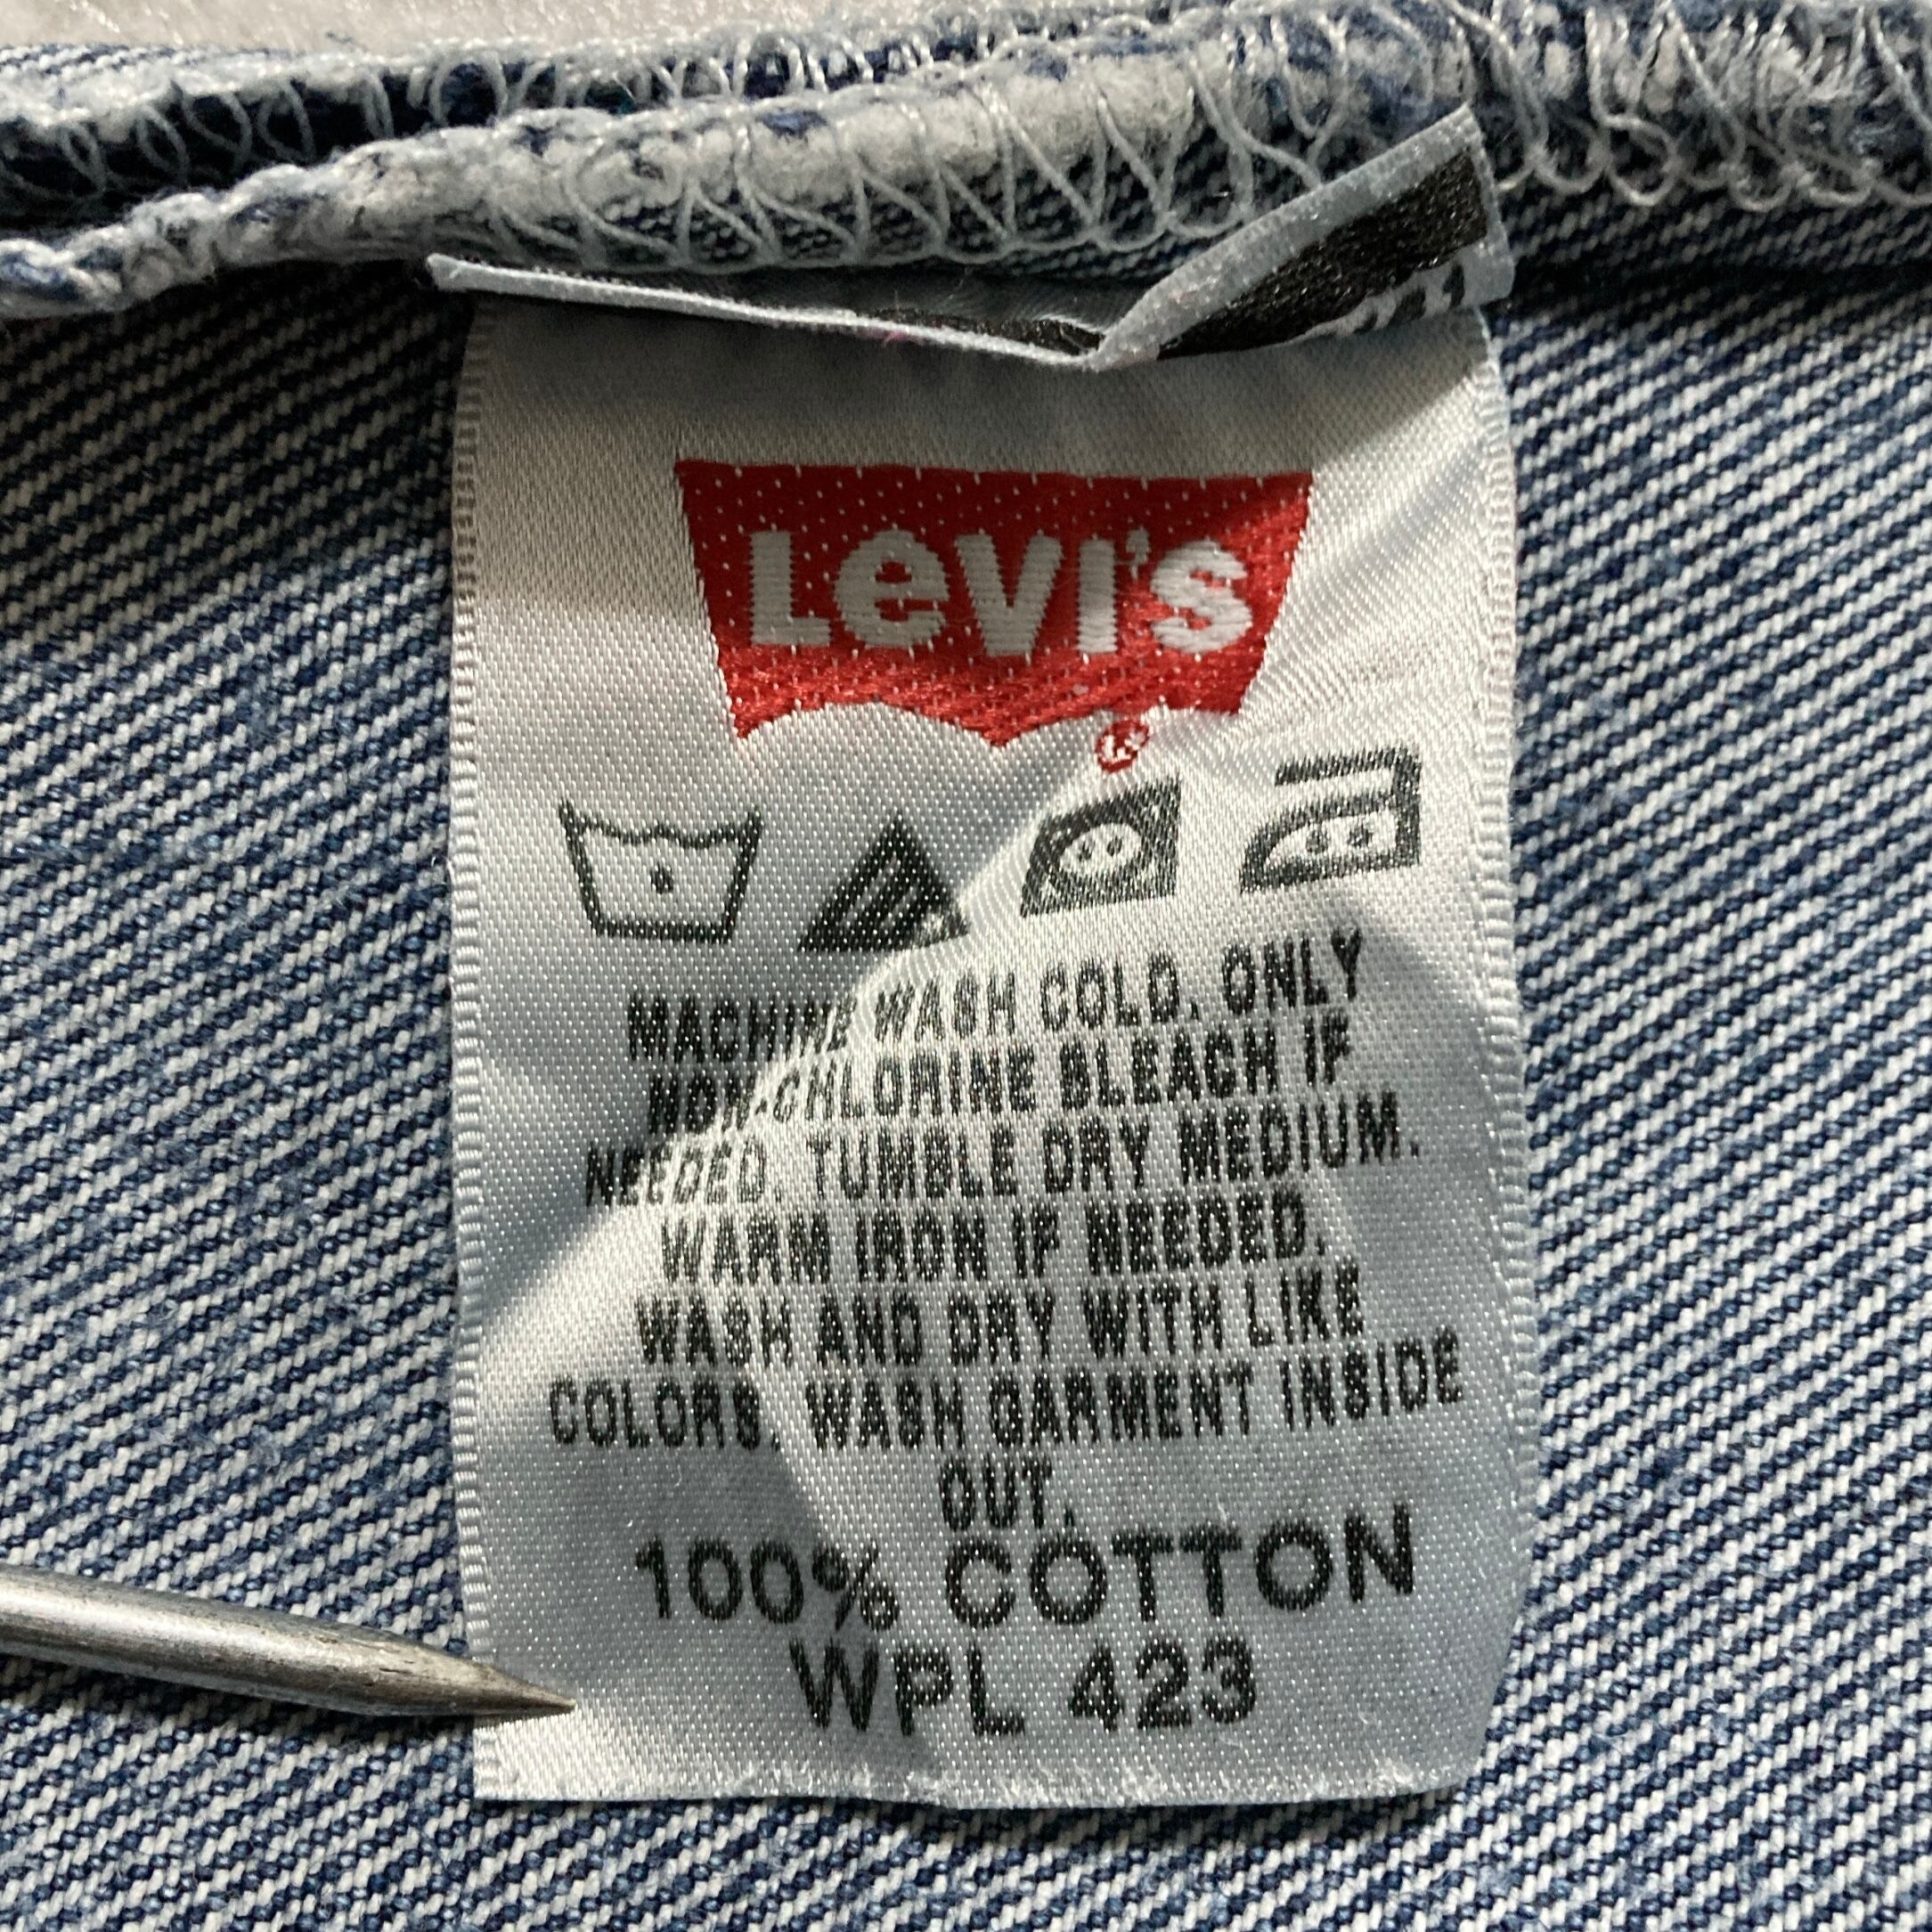 Levi's
MACHINE WASH COLD. ONLY
NON-CHLORINE BLEACH IF
NEEDED. TUMBLE DRY MEDIUM.
WARM IRON IF NEEDED.
WASH AND DRY WITH LIKE
COLORS. WASH GARMENT INSIDE
OUT.
100% COTTON
WPL 423